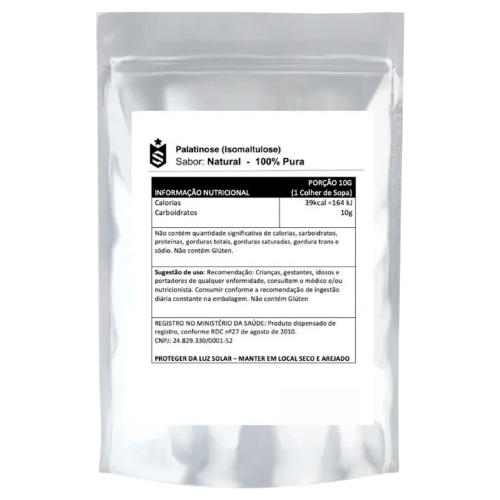 Palatinose (Isomaltulose)
Sabor: Natural - 100% Pura
INFORMAÇÃO NUTRICIONAL
PORÇÃO 10G
(1 Colher de Sopa)
Calorias 39kcal =164 kJ
Carboidratos 10g
Não contém quantidade significativa de calorias, carboidratos,
proteínas, gorduras totais, gorduras saturadas, gordura trans e
sódio. Não contém Glúten.
Sugestão de uso: Recomendação: Crianças, gestantes, idosos e
portadores de qualquer enfermidade, consultem o médico e/ou
nutricionista. Consumir conforme a recomendação de ingestão
diária constante na embalagem. Não contém Glúten
REGISTRO NO MINISTÉRIO DA SAÚDE: Produto dispensado de
registro, conforme RDC nº27 de agosto de 2010.
CNPJ: 24.829.330/0001-52
PROTEGER DA LUZ SOLAR – MANTER EM LOCAL SECO E AREJADO